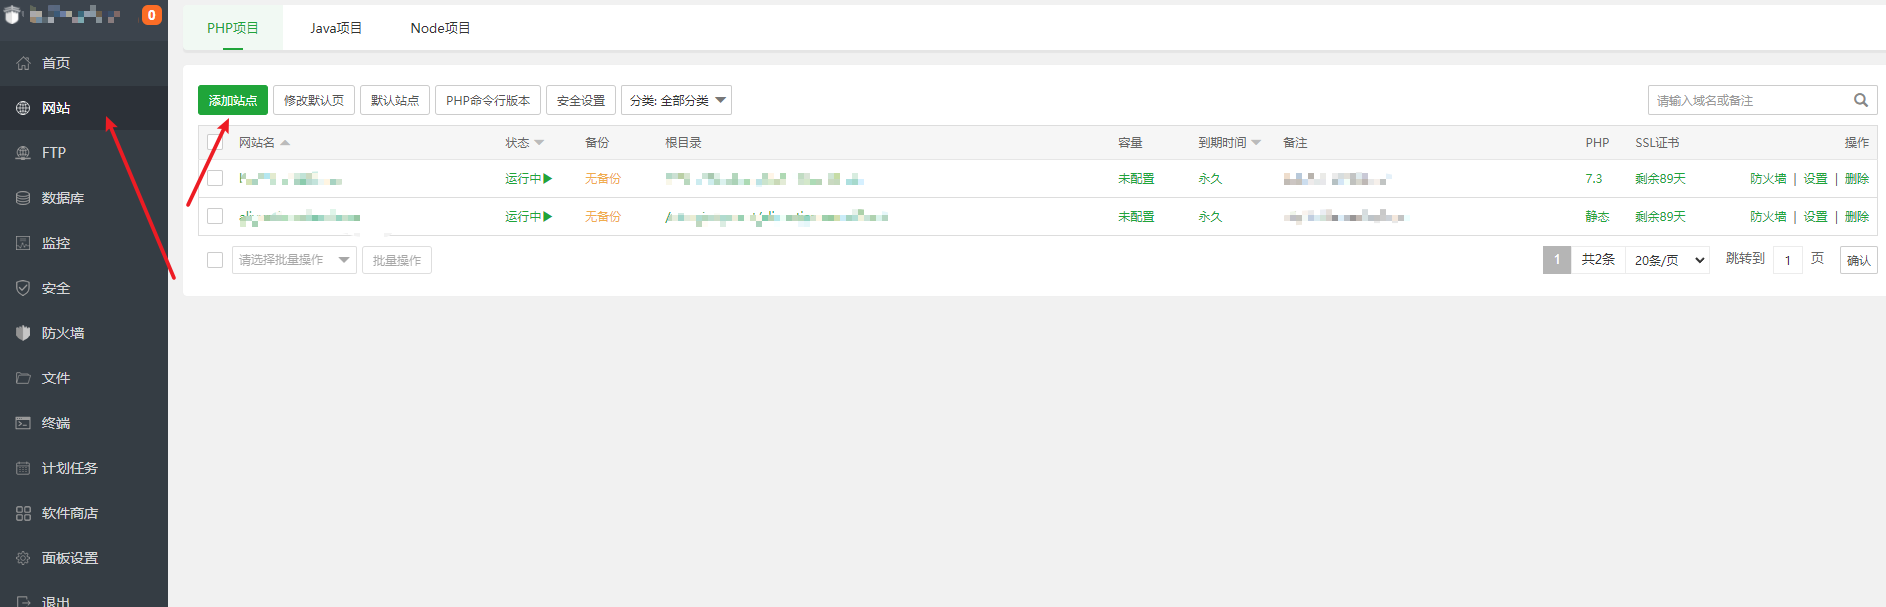 0
首页
网站
FTP
数据库
监控
安全
防火墙
文件
终端
计划任务
软件商店
面板设置
退出
PHP项目 Java项目 Node项目
添加站点 修改默认页 默认站点 PHP命令行版本 安全设置 分类: 全部分类 请输入域名或备注
网站名 状态 备份 根目录 容量 到期时间 备注 PHP SSL证书 操作
运行中 无备份 未配置 永久 7.3 剩余89天 防火墙 | 设置 | 删除
运行中 无备份 未配置 永久 静态 剩余89天 防火墙 | 设置 | 删除
请选择批量操作 批量操作 1 共2条 20条/页 跳转到 1 页 确认